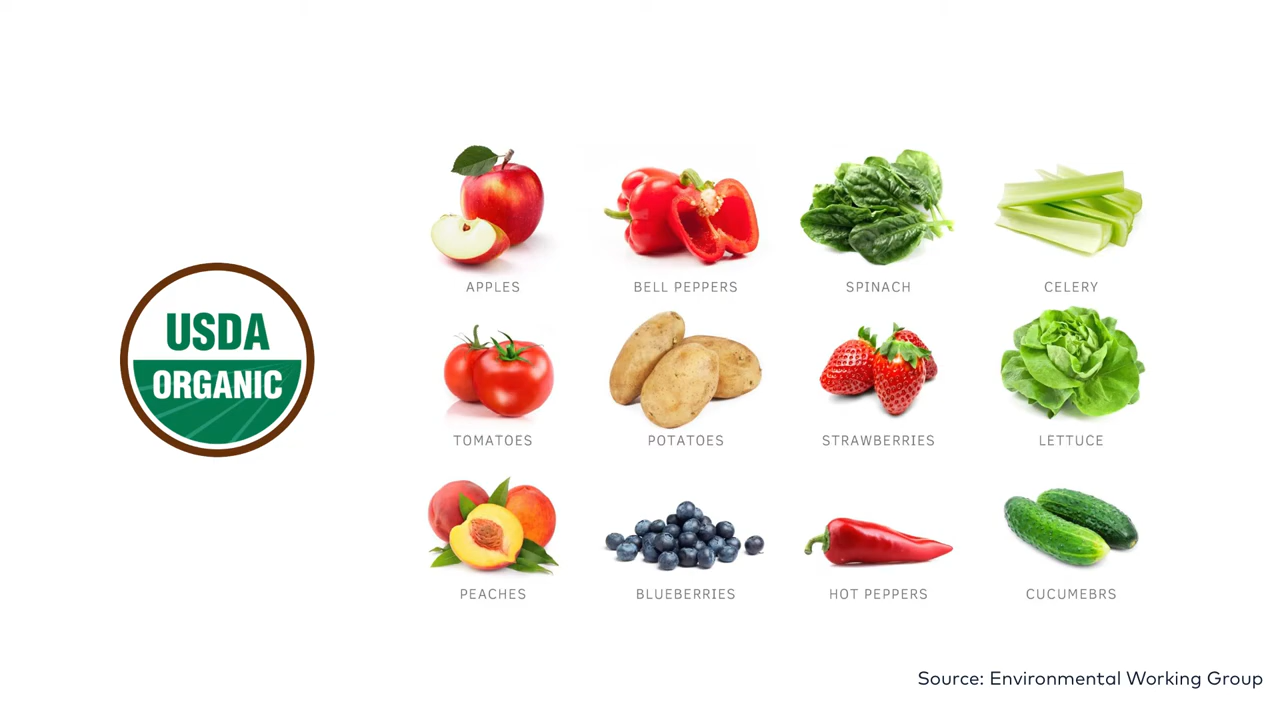 USDA
ORGANIC
APPLES
BELL PEPPERS
SPINACH
CELERY
TOMATOES
POTATOES
STRAWBERRIES
LETTUCE
PEACHES
BLUEBERRIES
HOT PEPPERS
CUCUMEBRS
Source: Environmental Working Group